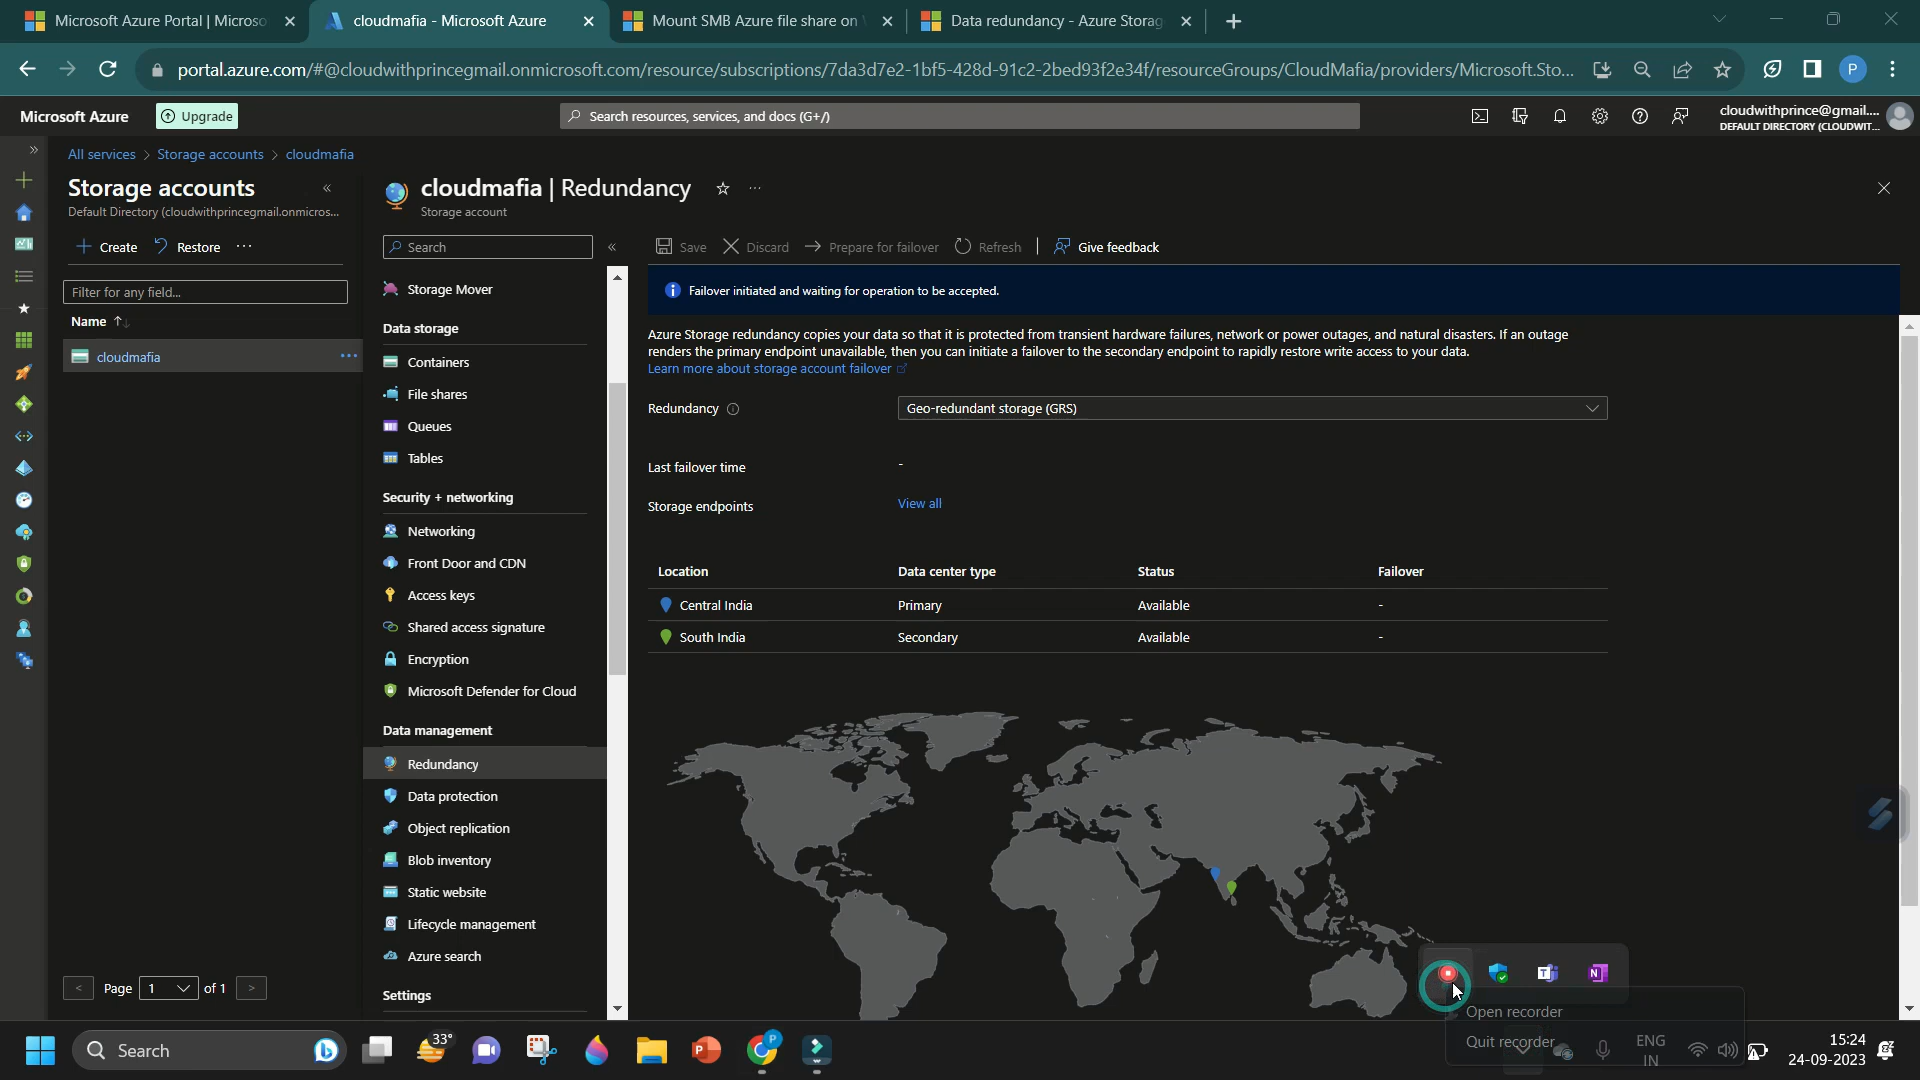 Microsoft Azure Portal | Microso
cloudmafia - Microsoft Azure
Mount SMB Azure file share on
Data redundancy - Azure Storag
portal.azure.com/#@cloudwithprincegmail.onmicrosoft.com/resource/subscriptions/7da3d7e2-1bf5-428d-91c2-2bed93f2e34f/resourceGroups/CloudMafia/providers/Microsoft.Sto...
P
Microsoft Azure
Upgrade
Search resources, services, and docs (G+/)
cloudwithprince@gmail....
DEFAULT DIRECTORY (CLOUDWIT...
All services > Storage accounts > cloudmafia
Storage accounts
Default Directory (cloudwithprincegmail.onmicros...
Create
Restore
Filter for any field...
Name
cloudmafia
Page 1 of 1
cloudmafia | Redundancy
Storage account
Search
Storage Mover
Data storage
Containers
File shares
Queues
Tables
Security + networking
Networking
Front Door and CDN
Access keys
Shared access signature
Encryption
Microsoft Defender for Cloud
Data management
Redundancy
Data protection
Object replication
Blob inventory
Static website
Lifecycle management
Azure search
Settings
Save
Discard
Prepare for failover
Refresh
Give feedback
Failover initiated and waiting for operation to be accepted.
Azure Storage redundancy copies your data so that it is protected from transient hardware failures, network or power outages, and natural disasters. If an outage
renders the primary endpoint unavailable, then you can initiate a failover to the secondary endpoint to rapidly restore write access to your data.
Learn more about storage account failover
Redundancy
Geo-redundant storage (GRS)
Last failover time
-
Storage endpoints
View all
Location Data center type Status Failover
Central India Primary Available -
South India Secondary Available -
Open recorder
Quit recorder
Search
33°
P
ENG
IN
15:24
24-09-2023